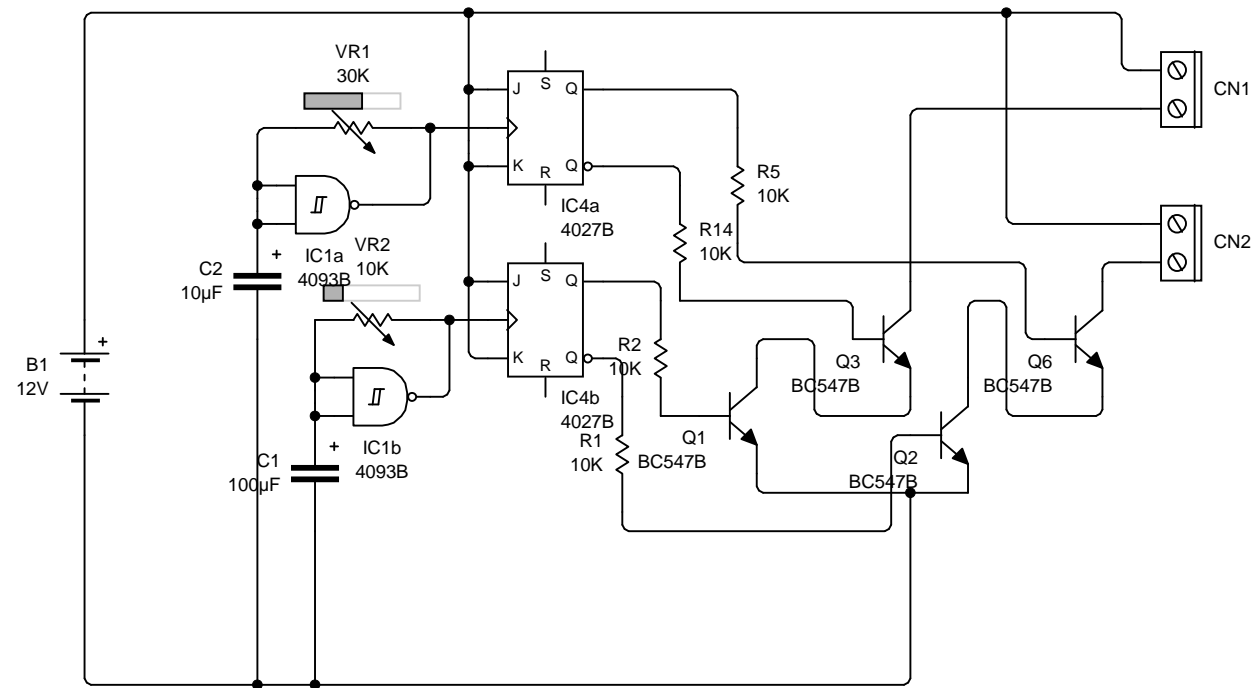 VR1
30K
CN1
J
S
Q
K
R
Q
IC4a
4027B
R5
10K
R14
10K
CN2
+
IC1a
4093B
C2
10µF
VR2
10K
J
S
Q
K
R
Q
IC4b
4027B
R2
10K
Q3
BC547B
Q6
BC547B
+
B1
12V
+
IC1b
4093B
C1
100µF
R1
10K
Q1
BC547B
Q2
BC547B